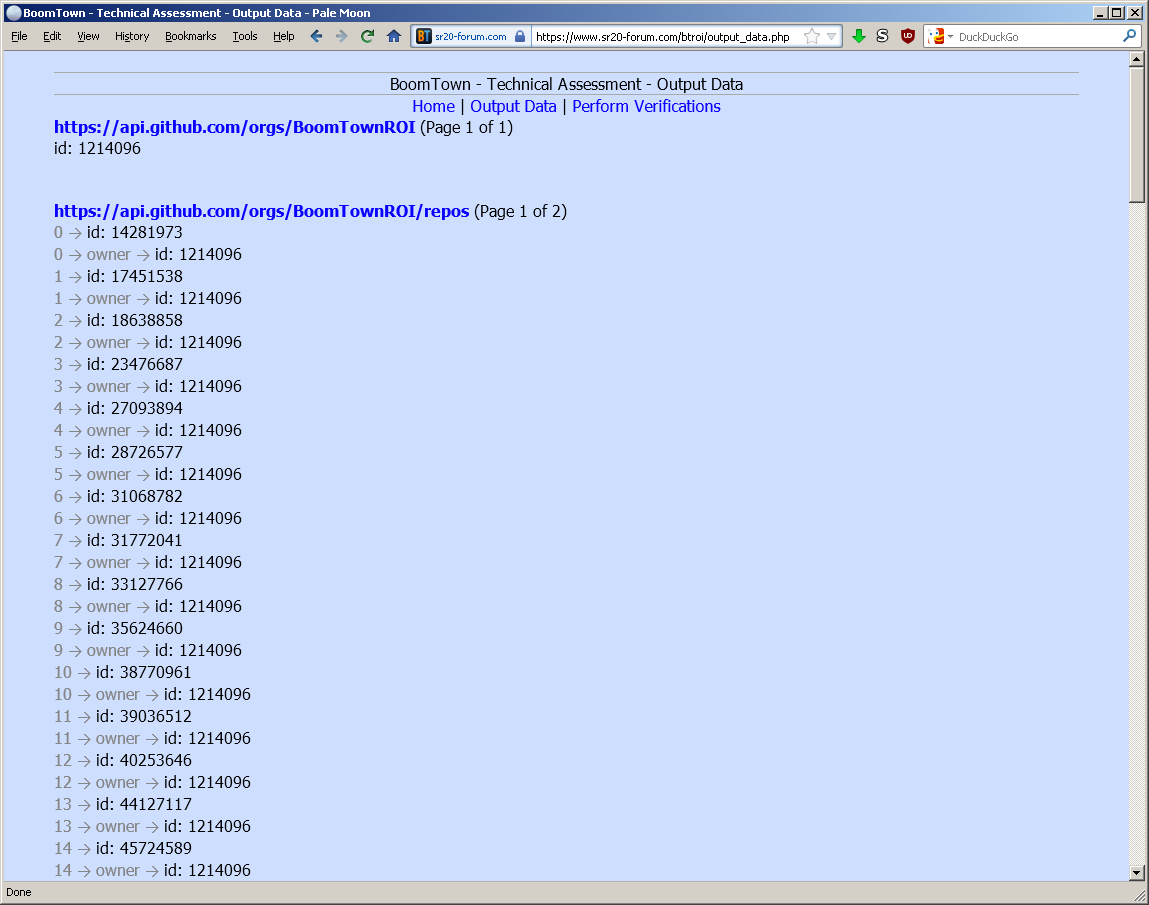 BoomTown - Technical Assessment - Output Data - Pale Moon
File Edit View History Bookmarks Tools Help BT sr20-forum.com https://www.sr20-forum.com/btroi/output_data.php S UD DuckDuckGo
BoomTown - Technical Assessment - Output Data
Home | Output Data | Perform Verifications
https://api.github.com/orgs/BoomTownROI (Page 1 of 1)
id: 1214096
https://api.github.com/orgs/BoomTownROI/repos (Page 1 of 2)
0 → id: 14281973
0 → owner → id: 1214096
1 → id: 17451538
1 → owner → id: 1214096
2 → id: 18638858
2 → owner → id: 1214096
3 → id: 23476687
3 → owner → id: 1214096
4 → id: 27093894
4 → owner → id: 1214096
5 → id: 28726577
5 → owner → id: 1214096
6 → id: 31068782
6 → owner → id: 1214096
7 → id: 31772041
7 → owner → id: 1214096
8 → id: 33127766
8 → owner → id: 1214096
9 → id: 35624660
9 → owner → id: 1214096
10 → id: 38770961
10 → owner → id: 1214096
11 → id: 39036512
11 → owner → id: 1214096
12 → id: 40253646
12 → owner → id: 1214096
13 → id: 44127117
13 → owner → id: 1214096
14 → id: 45724589
14 → owner → id: 1214096
Done